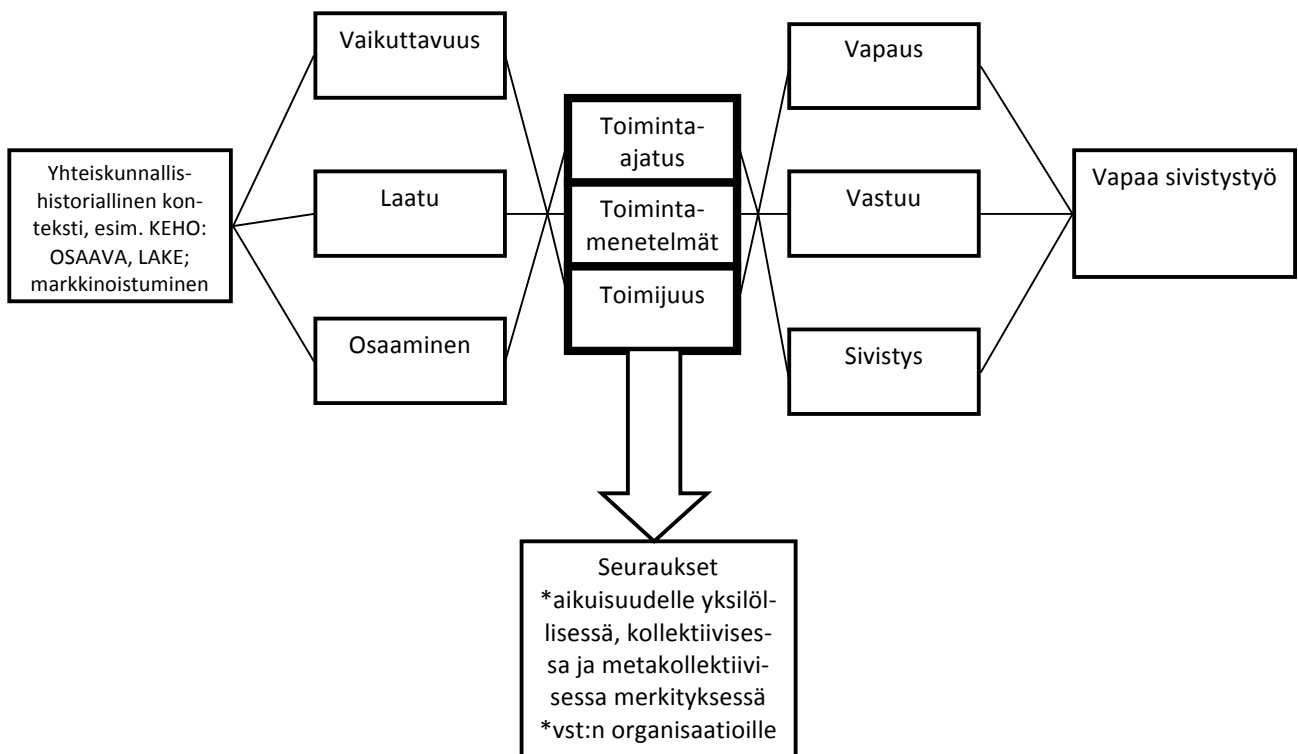 Vaikuttavuus
Vapaus
Toiminta-
ajatus
Yhteiskunnallis-
historiallinen kon-
teksti, esim. KEHO:
OSAAVA, LAKE;
markkinoistuminen
Laatu
Toiminta-
menetelmät
Vastuu
Vapaa sivistystyö
Toimijuus
Osaaminen
Sivistys
Seuraukset
*aikuisuudelle yksilöl-
lisessä, kollektiivises-
sa ja metakollektiivi-
sessa merkityksessä
*vst:n organisaatioille